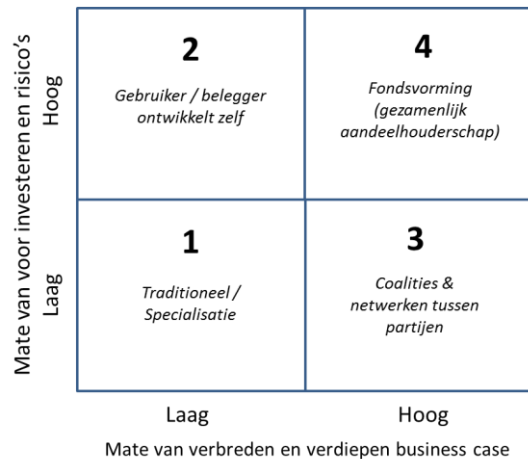 Mate van voor investeren en risico's
Hoog
Laag
2
Gebruiker / belegger
ontwikkelt zelf
4
Fondsvorming
(gezamenlijk
aandeelhouderschap)
1
Traditioneel /
Specialisatie
3
Coalities &
netwerken tussen
partijen
Laag
Hoog
Mate van verbreden en verdiepen business case